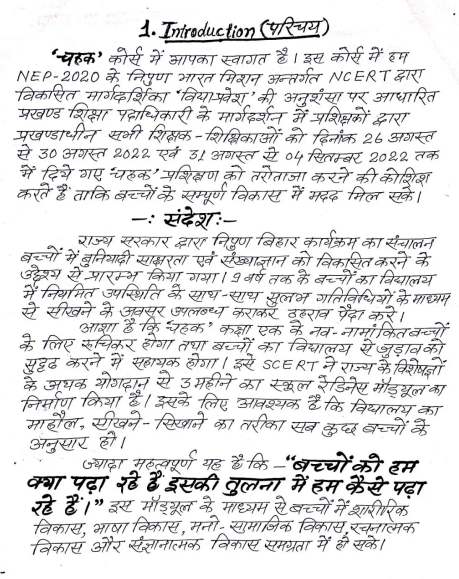 1. Introduction (परिचय)
'चहक' कोर्स में आपका स्वागत है। इस कोर्स में हम
NEP-2020 के निपुण भारत मिशन अन्तर्गत NCERT द्वारा
विकसित मार्गदर्शिका 'विद्याप्रवेश' की अनुशंसा पर आधारित
प्रखण्ड शिक्षा पदाधिकारी के मार्गदर्शन में प्रशिक्षकों द्वारा
प्रखण्डाधीन सभी शिक्षक-शिक्षिकाओं को दिनांक 26 अगस्त
से 30 अगस्त 2022 एवं 31 अगस्त से 04 सितम्बर 2022 तक
में दिये गए 'चहक' प्रशिक्षण को तरोताजा करने की कोशिश
करते हैं ताकि बच्चों के सम्पूर्ण विकास में मदद मिल सके।
-: संदेश:-
राज्य सरकार द्वारा निपुण बिहार कार्यक्रम का संचालन
बच्चों में बुनियादी साक्षरता एवं संख्याज्ञान को विकसित करने के
उद्देश्य से प्रारम्भ किया गया। 9 वर्ष तक के बच्चों का विद्यालय
में नियमित उपस्थिति के साथ-साथ सुलभ गतिविधियों के माध्यम
से सीखने के अवसर उपलब्ध कराकर ठहराव पैदा करे।
आशा है कि 'चहक' कक्षा एक के नव-नामांकित बच्चों
के लिए रुचिकर होगा तथा बच्चों का विद्यालय से जुड़ाव को
सुदृढ करने में सहायक होगा। इसे SCERT ने राज्य के विशेषज्ञों
के अथक योगदान से 3 महीने का स्कूल रेडिनेस मॉड्यूल का
निर्माण किया है। इसके लिए आवश्यक है कि विद्यालय का
माहौल, सीखने-सिखाने का तरीका सब कुछ बच्चों के
अनुसार हो।
ज्यादा महत्वपूर्ण यह है कि - "बच्चों को हम
क्या पढ़ा रहे हैं इसकी तुलना में हम कैसे पढ़ा
रहे हैं।" इस मॉड्यूल के माध्यम से बच्चों में शारीरिक
विकास, भाषा विकास, मनो-सामाजिक विकास, रचनात्मक
विकास और संज्ञानात्मक विकास समग्रता में हो सके।